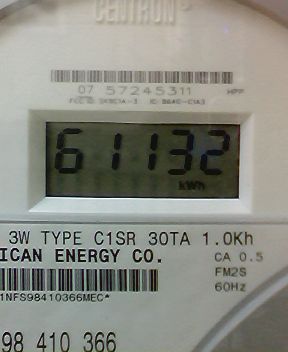 CENTRON®
07 57245311 HPP
61132
kWh
3W TYPE C1SR 30TA 1.0Kh
ICAN ENERGY CO.
CA 0.5
FM2S
60Hz
1NFS98410366MEC*
98 410 366